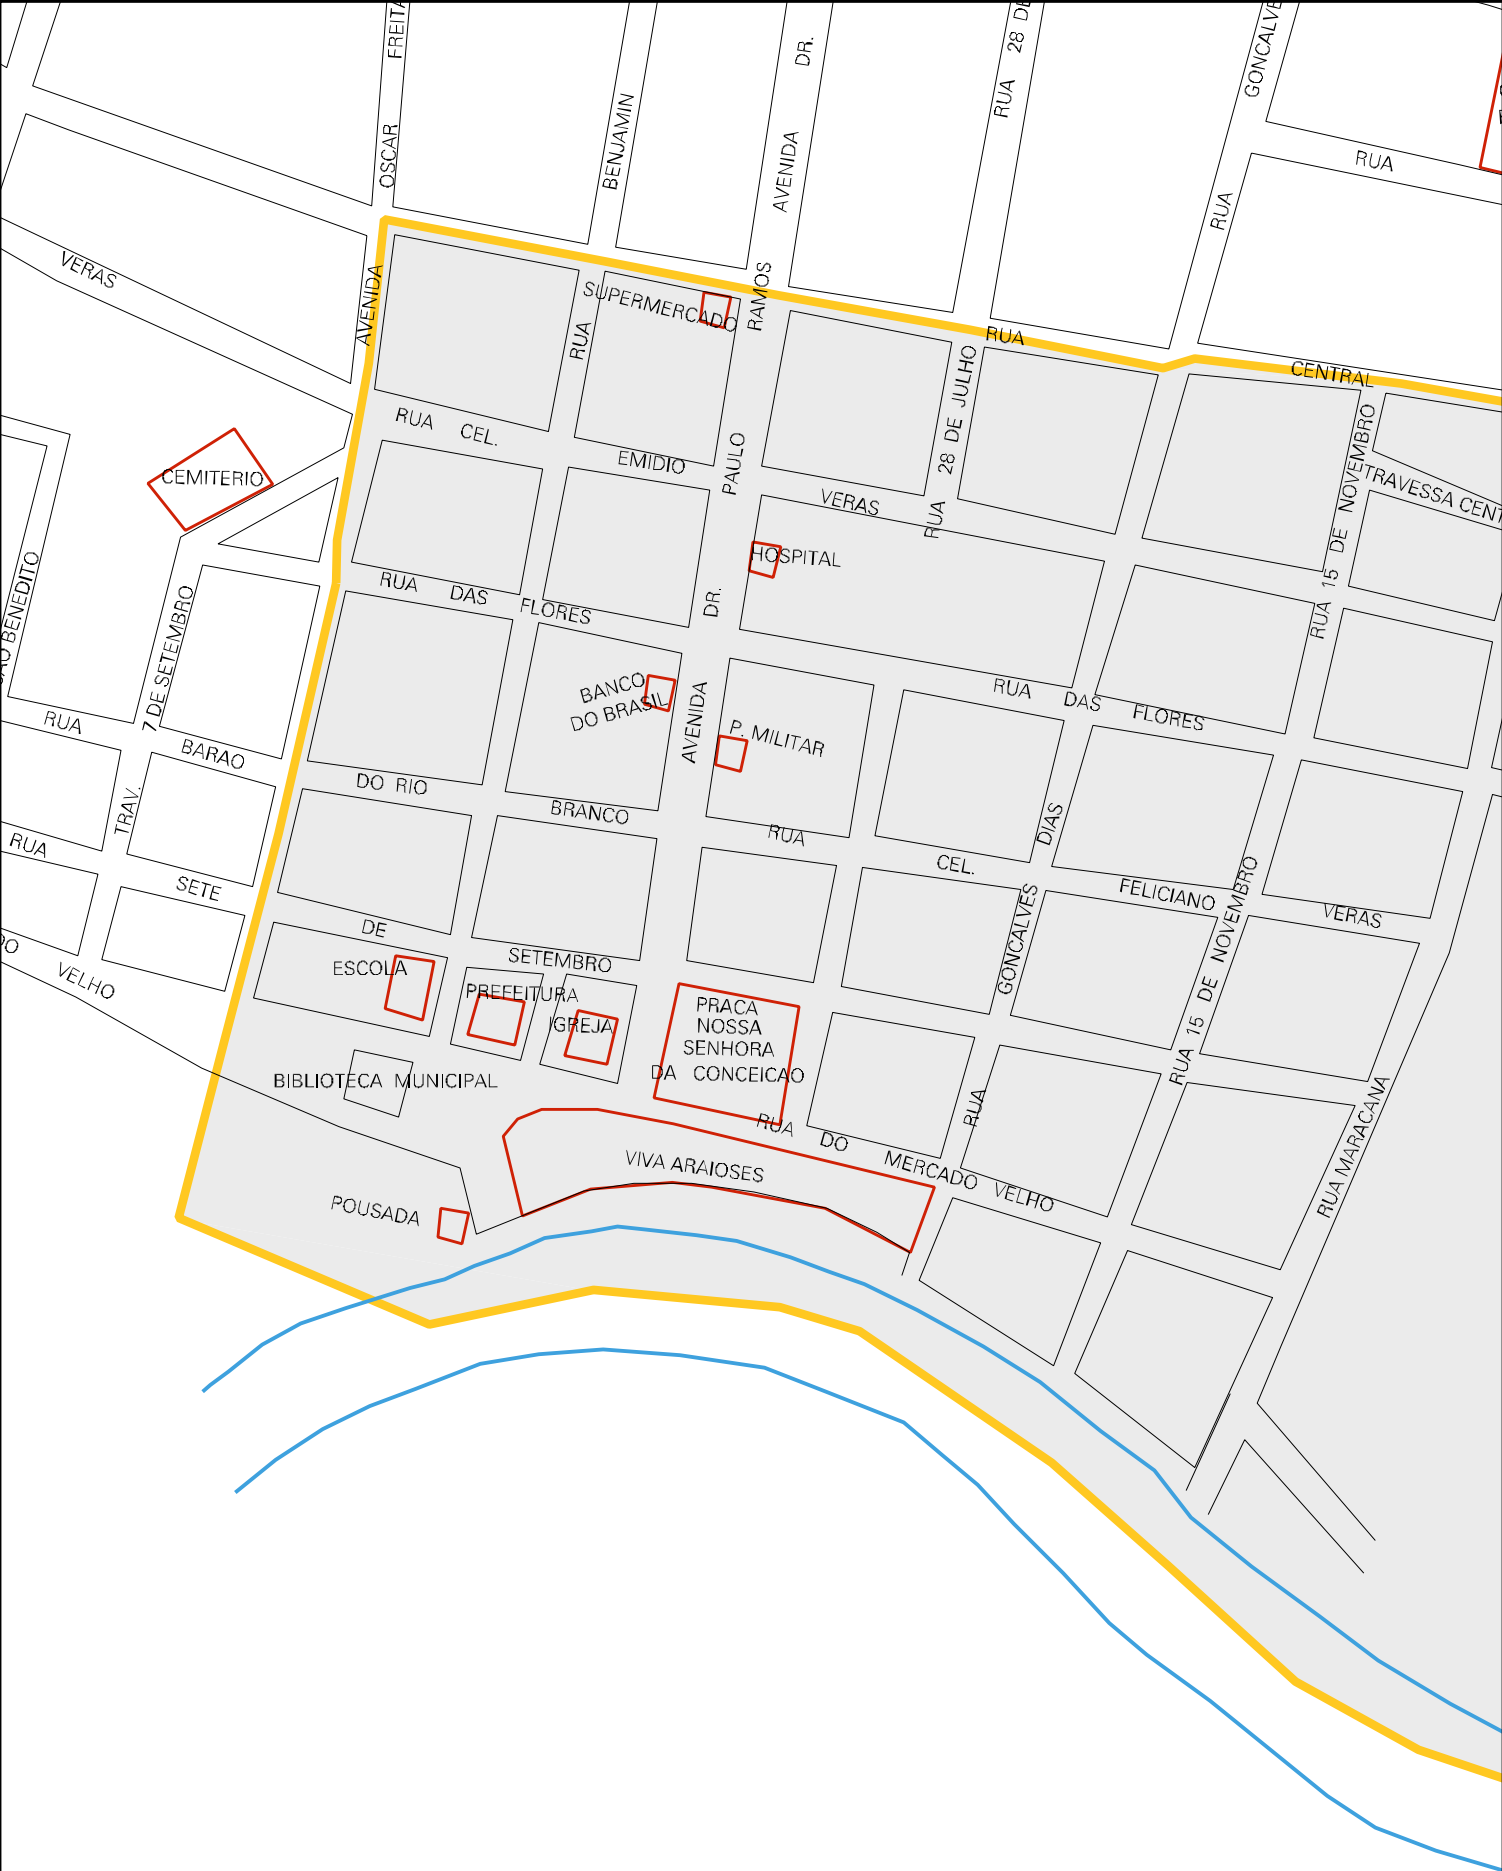 OSCAR FREITA
BENJAMIN
AVENIDA DR.
RUA 28 DE
RUA GONCALVE
RUA
VERAS
AVENIDA
RUA
SUPERMERCADO
RAMOS
RUA
CENTRAL
RUA CEL.
EMIDIO
PAULO
VERAS
RUA 28 DE JULHO
RUA 15 DE NOVEMBRO
TRAVESSA CENT
CEMITERIO
HOSPITAL
BENEDITO
7 DE SETEMBRO
RUA DAS FLORES
DR.
BANCO
DO BRASIL
AVENIDA
P. MILITAR
RUA DAS FLORES
RUA
BARAO
DO RIO
BRANCO
TRAV.
RUA
CEL.
DIAS
FELICIANO
VERAS
RUA
SETE
DE
SETEMBRO
GONCALVES
RUA 15 DE NOVEMBRO
VELHO
ESCOLA
PREFEITURA
IGREJA
PRACA
NOSSA
SENHORA
DA CONCEICAO
BIBLIOTECA MUNICIPAL
RUA
RUA DO MERCADO VELHO
RUA MARACANA
VIVA ARAIOSES
POUSADA